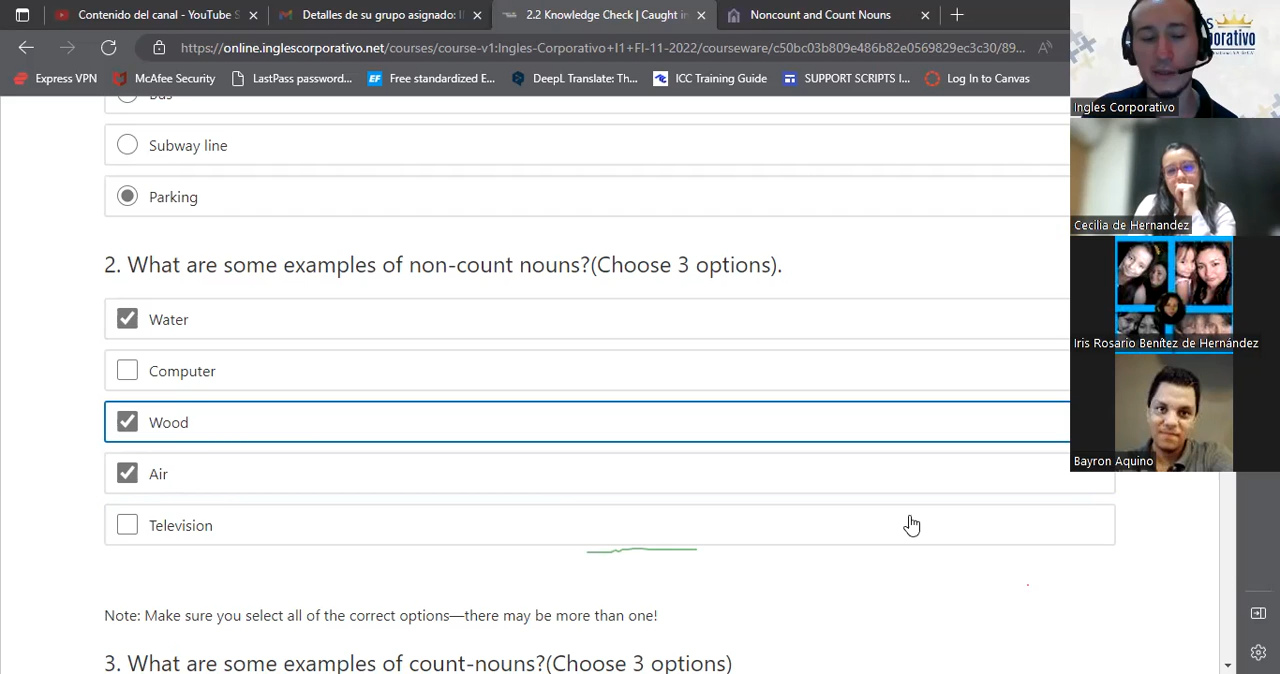 Contenido del canal - YouTube S
Detalles de su grupo asignado: I
2.2 Knowledge Check | Caught in
Noncount and Count Nouns
https://online.inglescorporativo.net/courses/course-v1:Ingles-Corporativo+I1+FI-11-2022/courseware/c50bc03b809e486b82e0569829ec3c30/89...
Express VPN
McAfee Security
LastPass password...
Free standardized E...
DeepL Translate: Th...
ICC Training Guide
SUPPORT SCRIPTS I...
Log In to Canvas
Bus
Subway line
Parking
2. What are some examples of non-count nouns?(Choose 3 options).
Water
Computer
Wood
Air
Television
Note: Make sure you select all of the correct options—there may be more than one!
3. What are some examples of count-nouns?(Choose 3 options)
Ingles Corporativo
Cecilia de Hernandez
Iris Rosario Benítez de Hernández
Bayron Aquino